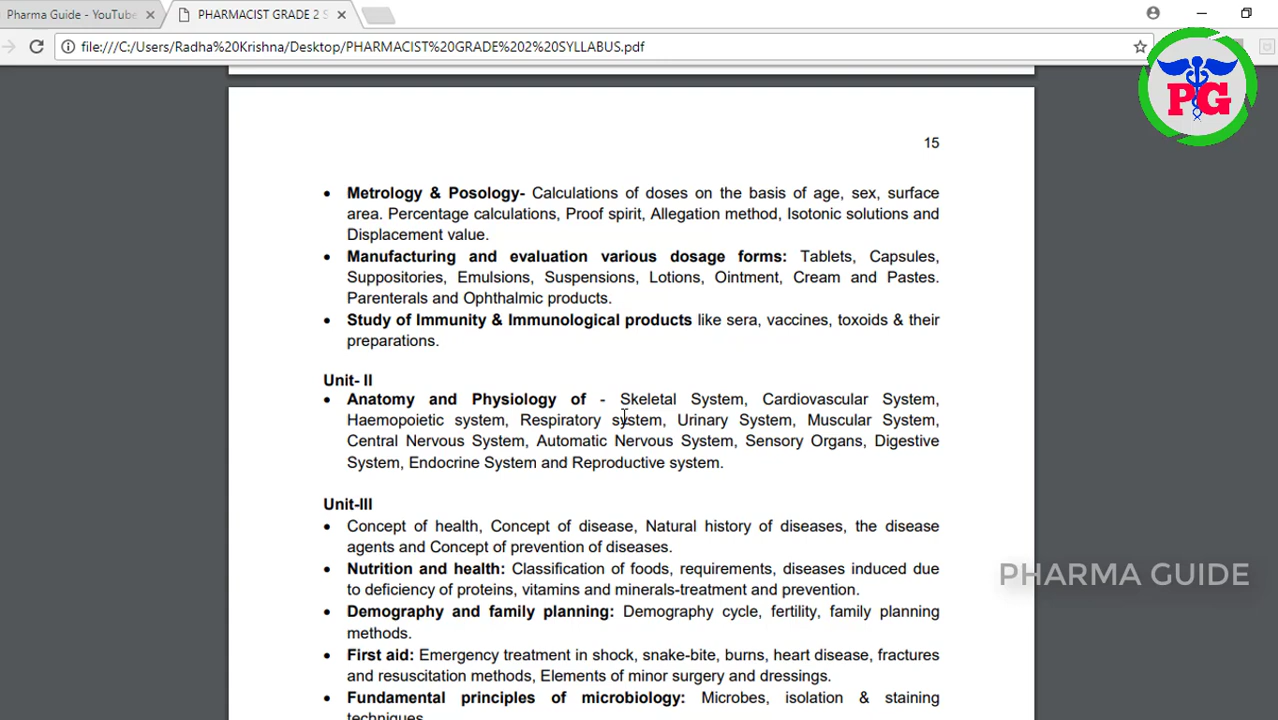 Pharma Guide - YouTube
PHARMACIST GRADE 2 S
file:///C:/Users/Radha%20Krishna/Desktop/PHARMACIST%20GRADE%202%20SYLLABUS.pdf
PG
15
• Metrology & Posology- Calculations of doses on the basis of age, sex, surface
area. Percentage calculations, Proof spirit, Allegation method, Isotonic solutions and
Displacement value.
• Manufacturing and evaluation various dosage forms: Tablets, Capsules,
Suppositories, Emulsions, Suspensions, Lotions, Ointment, Cream and Pastes.
Parenterals and Ophthalmic products.
• Study of Immunity & Immunological products like sera, vaccines, toxoids & their
preparations.
Unit- II
• Anatomy and Physiology of - Skeletal System, Cardiovascular System,
Haemopoietic system, Respiratory system, Urinary System, Muscular System,
Central Nervous System, Automatic Nervous System, Sensory Organs, Digestive
System, Endocrine System and Reproductive system.
Unit-III
• Concept of health, Concept of disease, Natural history of diseases, the disease
agents and Concept of prevention of diseases.
• Nutrition and health: Classification of foods, requirements, diseases induced due
to deficiency of proteins, vitamins and minerals-treatment and prevention.
PHARMA GUIDE
• Demography and family planning: Demography cycle, fertility, family planning
methods.
• First aid: Emergency treatment in shock, snake-bite, burns, heart disease, fractures
and resuscitation methods, Elements of minor surgery and dressings.
• Fundamental principles of microbiology: Microbes, isolation & staining
techniques